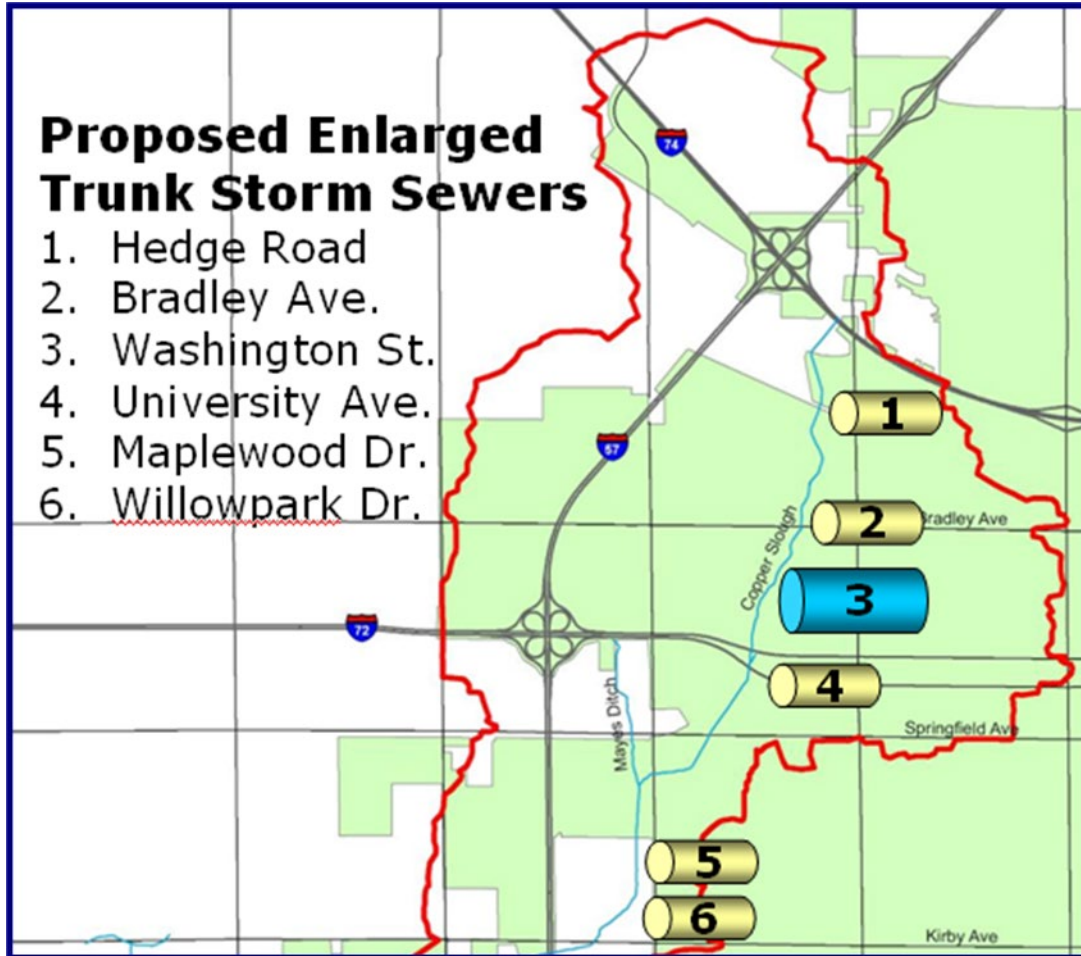 Proposed Enlarged
Trunk Storm Sewers
1. Hedge Road
2. Bradley Ave.
3. Washington St.
4. University Ave.
5. Maplewood Dr.
6. Willowpark Dr.
74
57
1
2
Bradley Ave
Copper Slough
3
72
4
Mayes Ditch
Springfield Ave
5
6
Kirby Ave